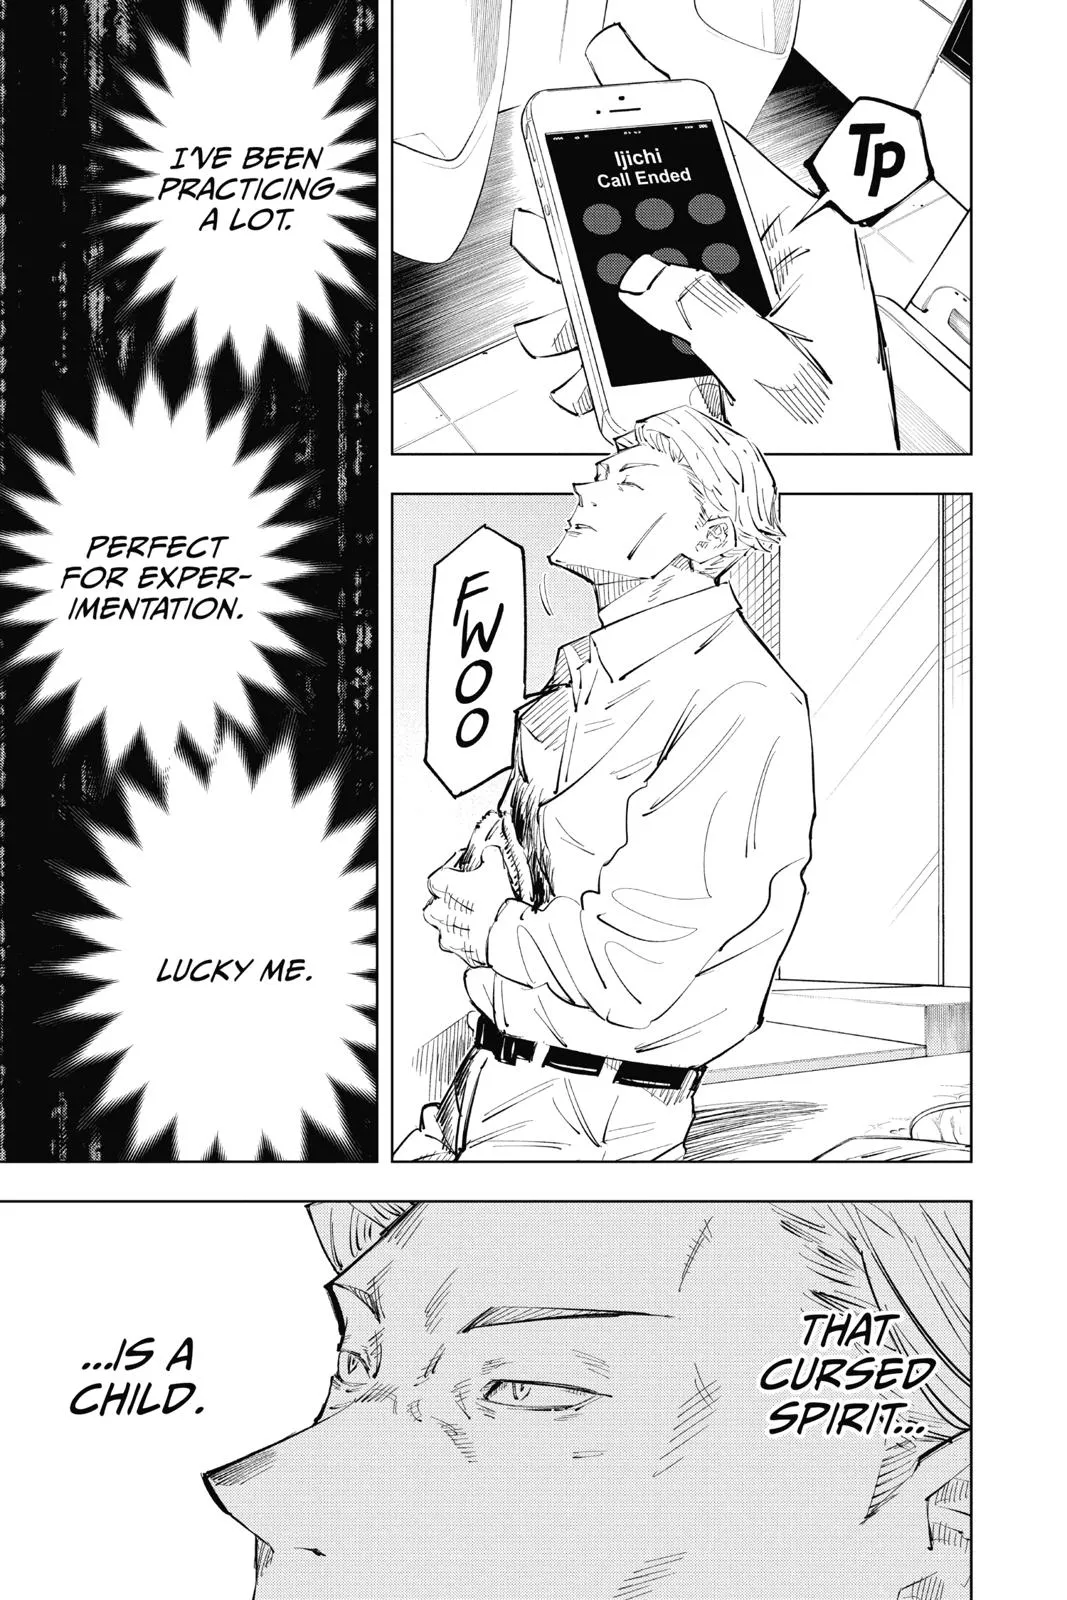 Ijichi
Call Ended
Tp
FWOO
I'VE BEEN
PRACTICING
A LOT.
PERFECT
FOR EXPER-
IMENTATION.
LUCKY ME.
THAT
CURSED
SPIRIT...
...IS A
CHILD.